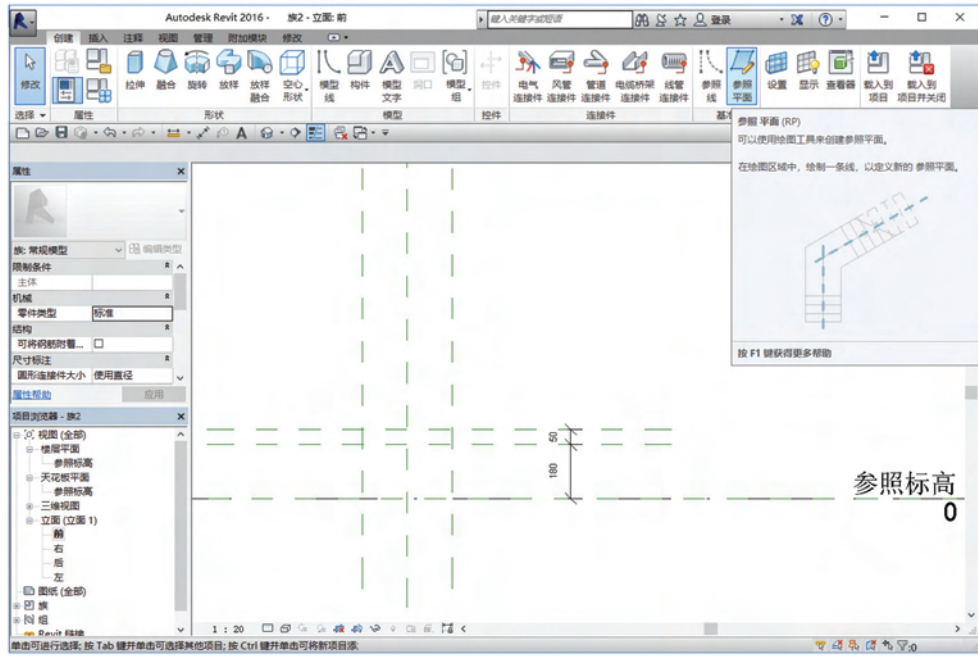 Autodesk Revit 2016 - 族2 - 立面: 前
键入关键字或短语
登录
创建 插入 注释 视图 管理 附加模块 修改
修改
拉伸 融合 旋转 放样 放样融合 空心形状
模型线 构件 模型文字 洞口 模型组
控件
电气连接件 风管连接件 管道连接件 电缆桥架连接件 线管连接件
参照线 参照平面
设置 显示 查看器
载入到项目 载入到项目并关闭
选择 属性 形状 模型 控件 连接件
参照 平面 (RP)
可以使用绘图工具来创建参照平面。
在绘图区域中，绘制一条线，以定义新的 参照平面。
按 F1 键获得更多帮助
属性
族: 常规模型
编辑类型
限制条件
主体
机械
零件类型 标准
结构
可将钢筋附着...
尺寸标注
圆形连接件大小 使用直径
属性帮助 应用
项目浏览器 - 族2
视图 (全部)
楼层平面
参照标高
天花板平面
参照标高
三维视图
立面 (立面 1)
前
右
后
左
图纸 (全部)
族
组
Revit 链接
50
180
参照标高
0
1 : 20
单击可进行选择; 按 Tab 键并单击可选择其他项目; 按 Ctrl 键并单击可将新项目添
:0